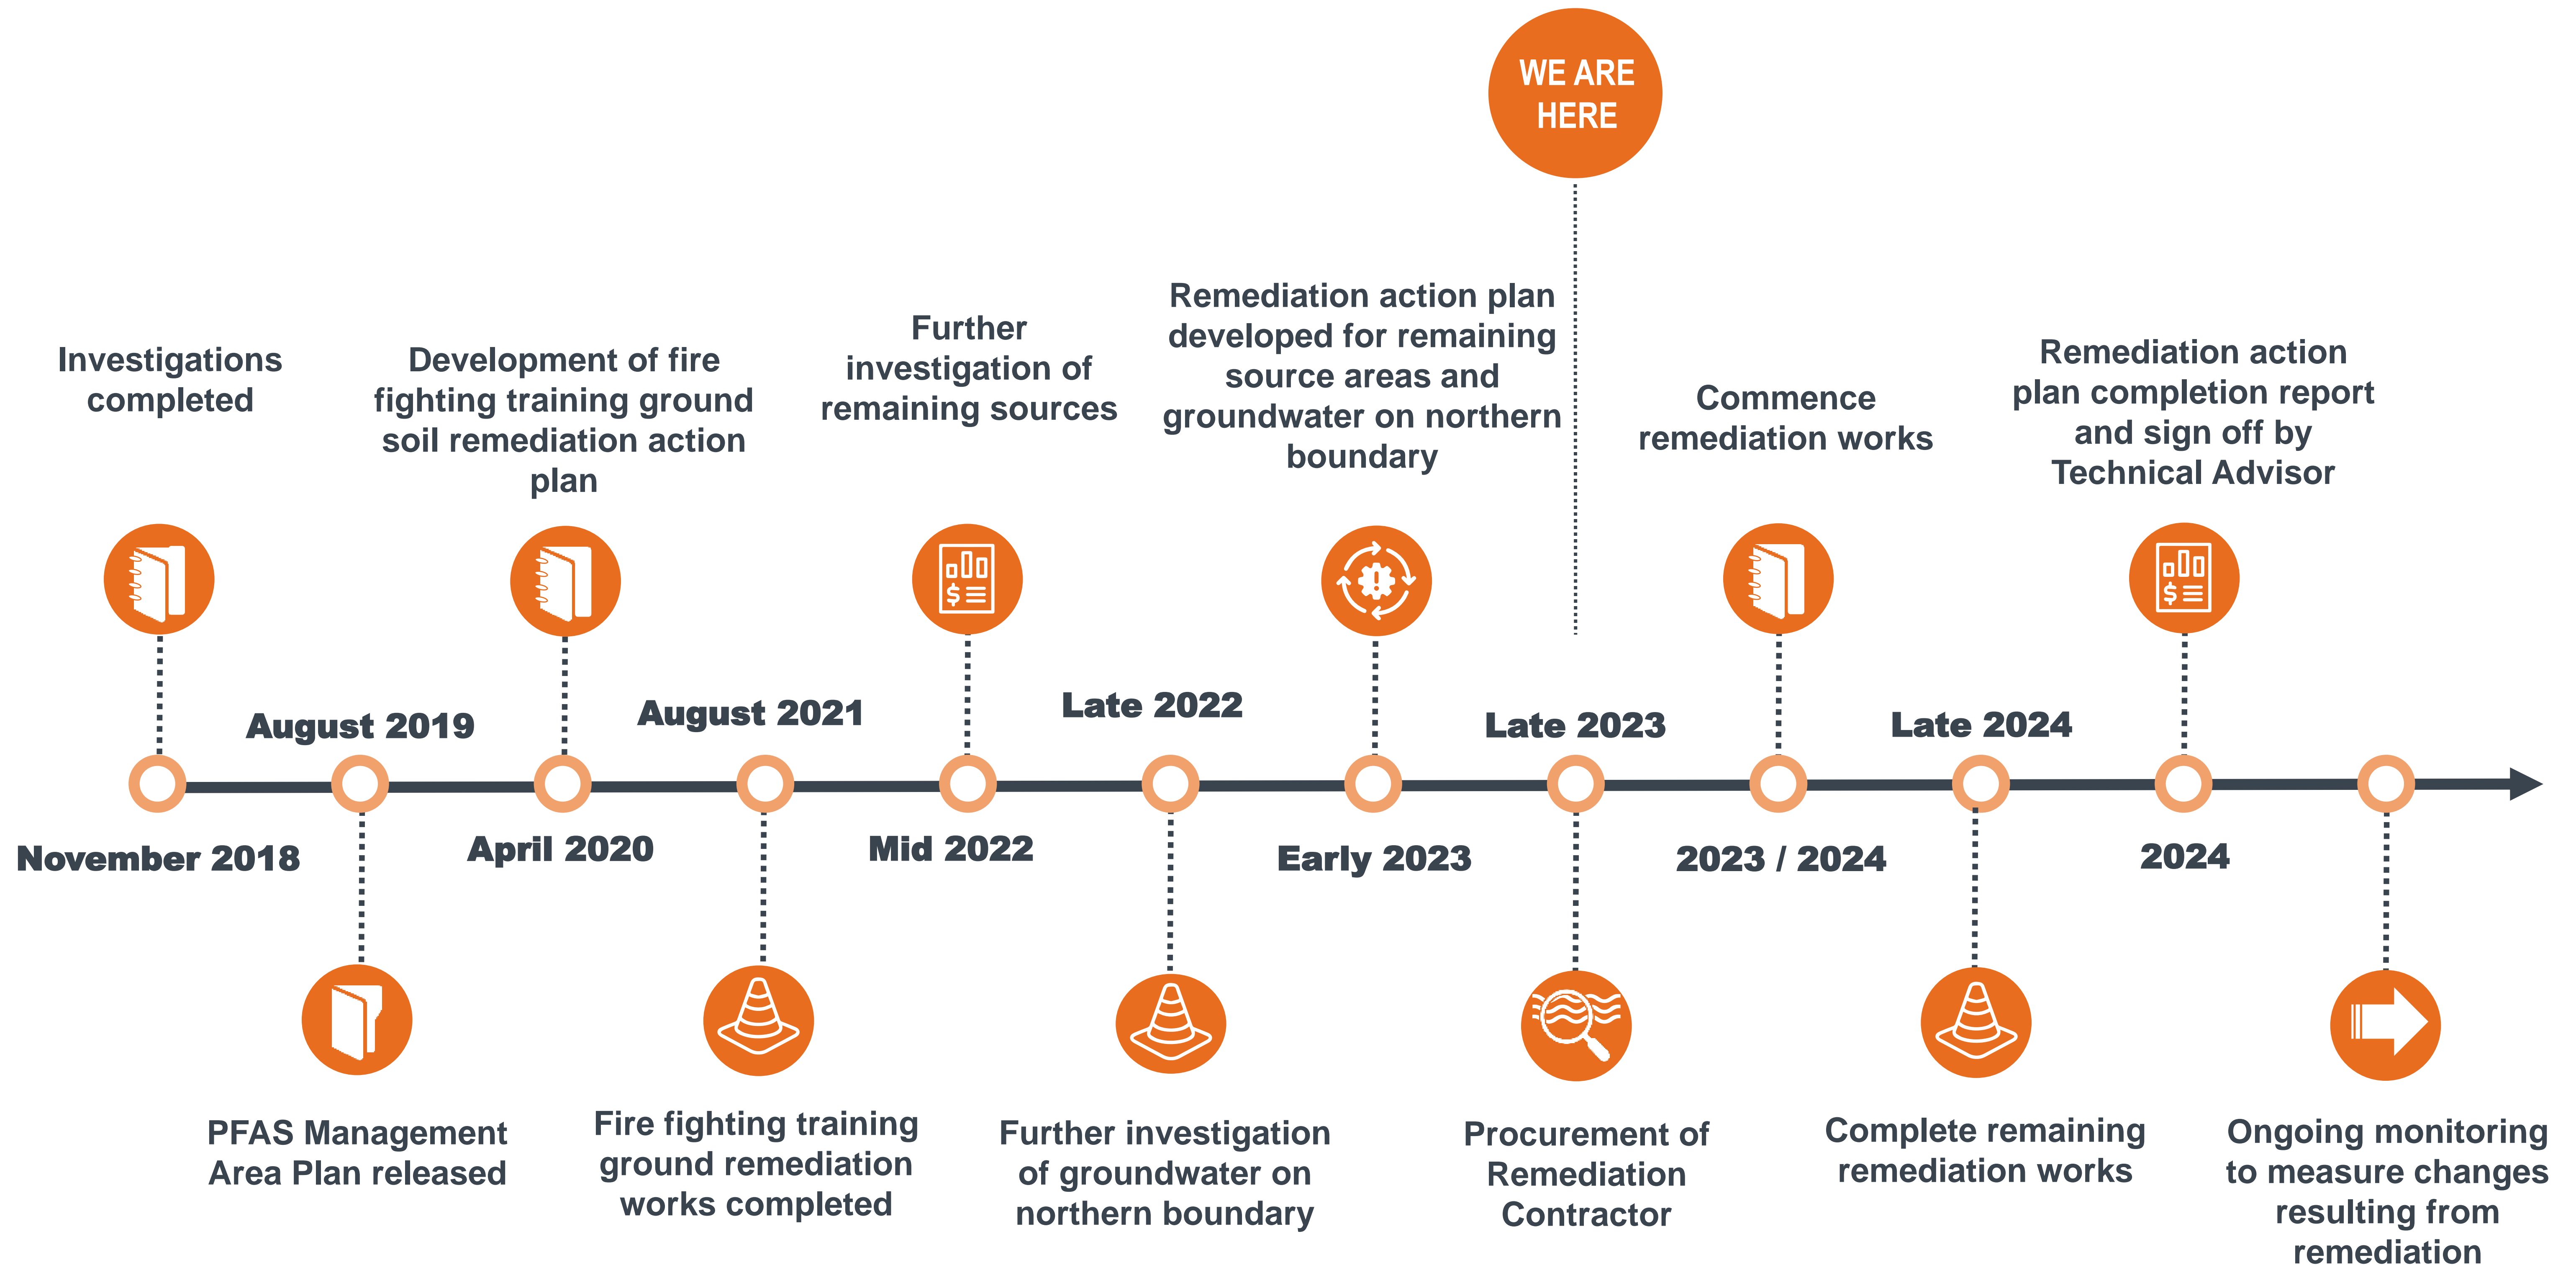 WE ARE
HERE
Investigations
completed
Development of fire
fighting training ground
soil remediation action
plan
Further
investigation of
remaining sources
Remediation action plan
developed for remaining
source areas and
groundwater on northern
boundary
Commence
remediation works
Remediation action
plan completion report
and sign off by
Technical Advisor
$
$
November 2018
August 2019
April 2020
August 2021
Mid 2022
Late 2022
Early 2023
Late 2023
2023 / 2024
Late 2024
2024
PFAS Management
Area Plan released
Fire fighting training
ground remediation
works completed
Further investigation
of groundwater on
northern boundary
Procurement of
Remediation
Contractor
Complete remaining
remediation works
Ongoing monitoring
to measure changes
resulting from
remediation